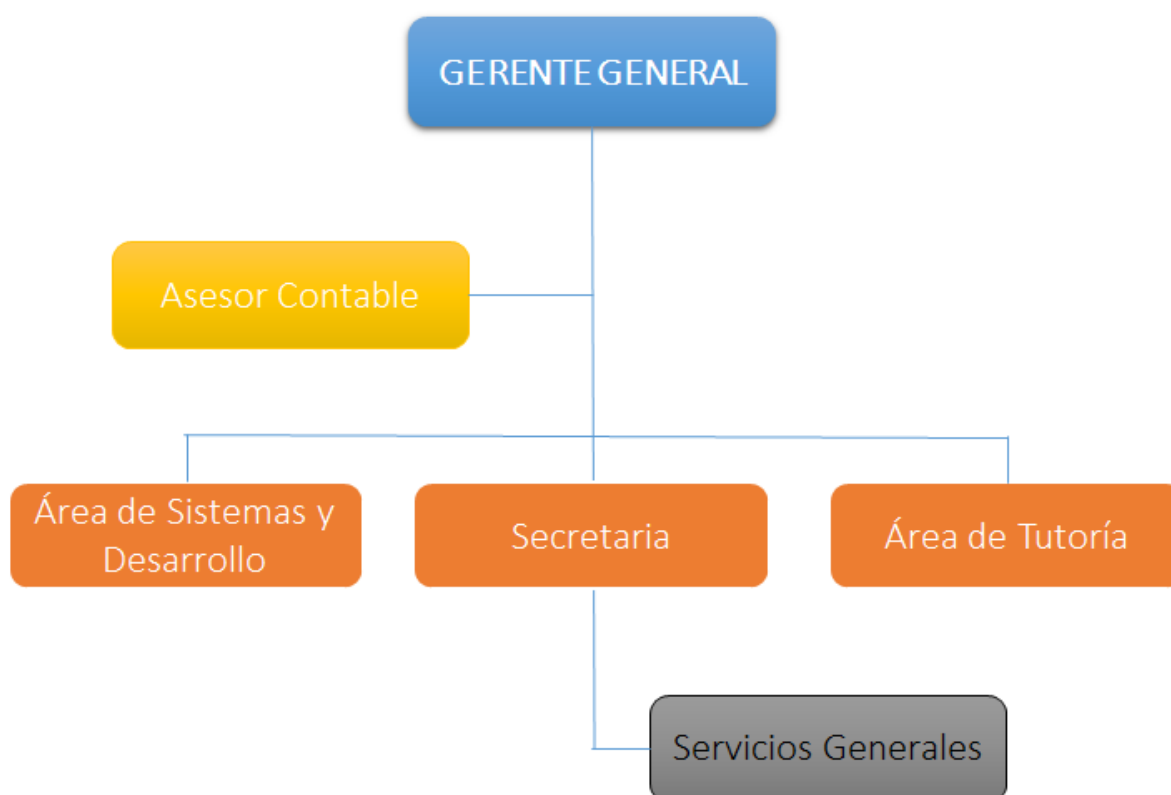 GERENTE GENERAL
Asesor Contable
Área de Sistemas y
Desarrollo
Secretaria
Área de Tutoría
Servicios Generales